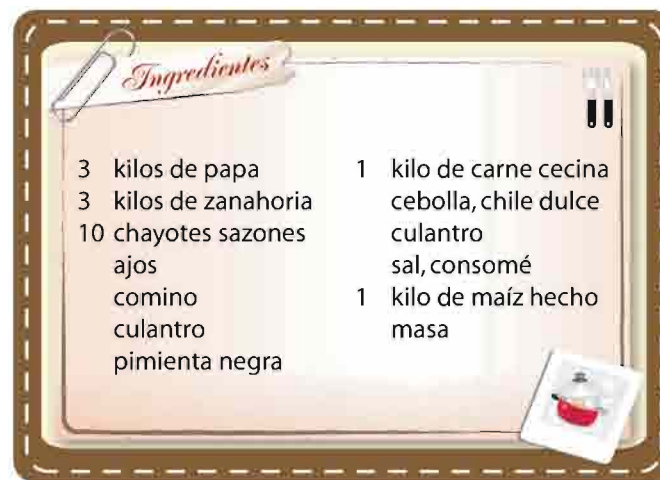 Ingredientes
3 kilos de papa
3 kilos de zanahoria
10 chayotes sazones
ajos
comino
culantro
pimienta negra
1 kilo de carne cecina
cebolla, chile dulce
culantro
sal, consomé
1 kilo de maíz hecho
masa